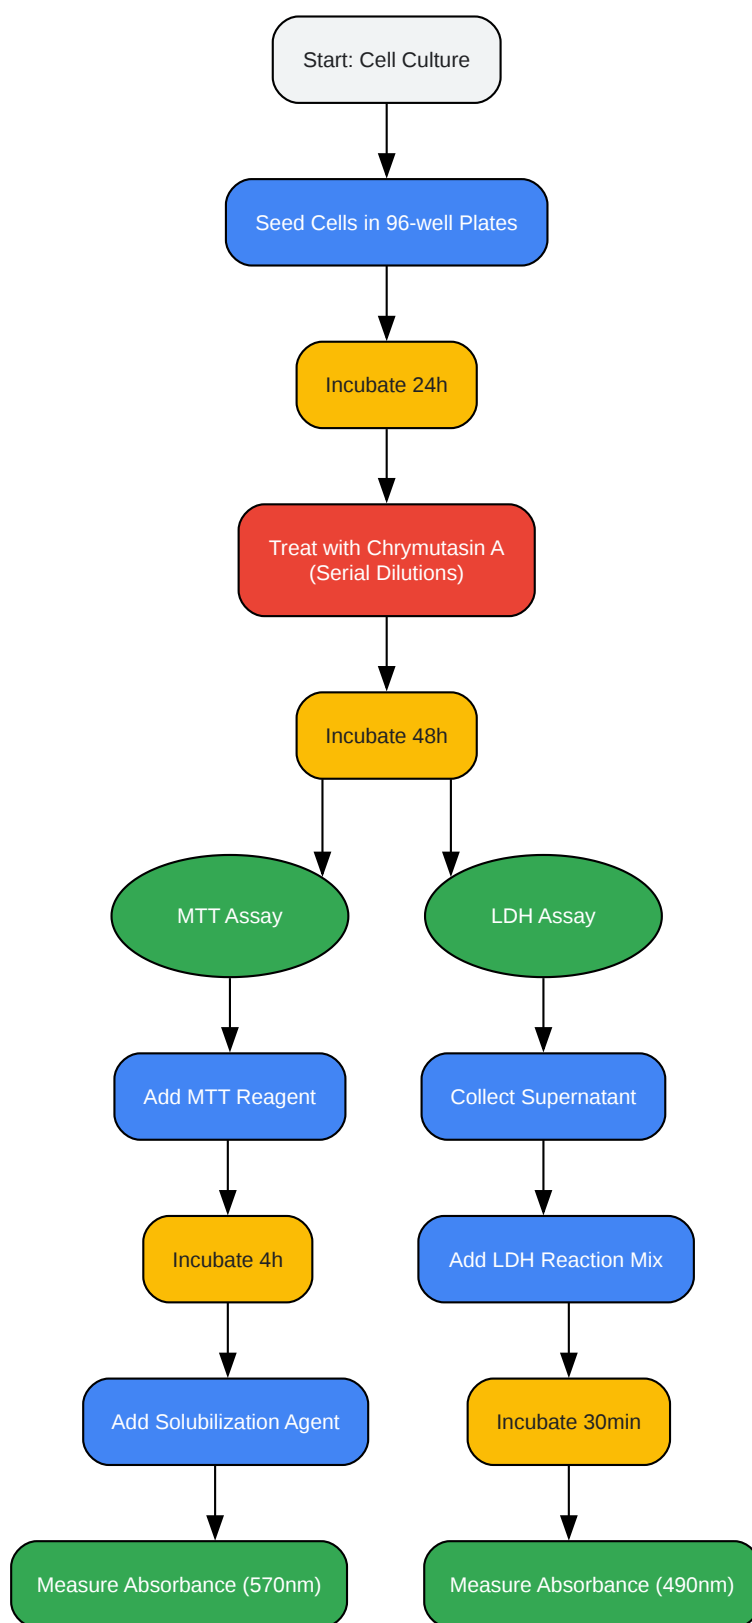 Start: Cell Culture
Seed Cells in 96-well Plates
Incubate 24h
Treat with Chrymutasin A
(Serial Dilutions)
Incubate 48h
MTT Assay
LDH Assay
Add MTT Reagent
Collect Supernatant
Incubate 4h
Add LDH Reaction Mix
Add Solubilization Agent
Incubate 30min
Measure Absorbance (570nm)
Measure Absorbance (490nm)